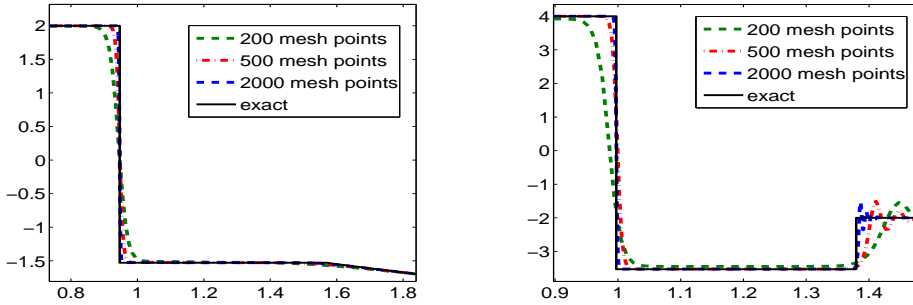 2
1.5
1
0.5
0
−0.5
−1
−1.5
0.8 1 1.2 1.4 1.6 1.8
200 mesh points
500 mesh points
2000 mesh points
exact
4
3
2
1
0
−1
−2
−3
0.9 1 1.1 1.2 1.3 1.4
200 mesh points
500 mesh points
2000 mesh points
exact